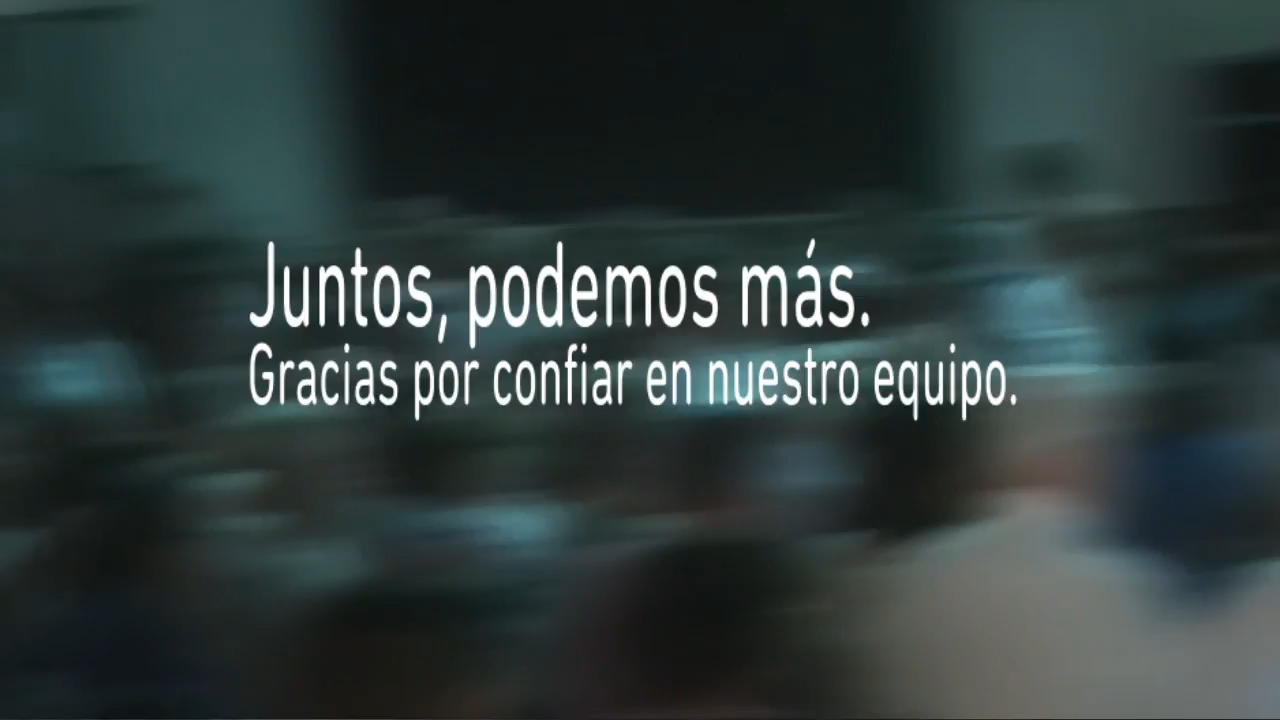 Juntos, podemos más.
Gracias por confiar en nuestro equipo.